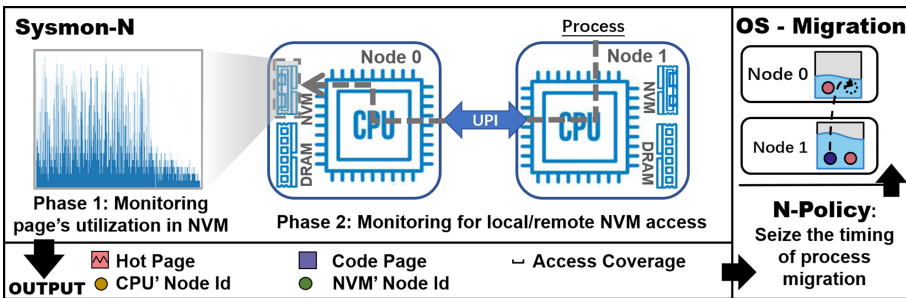 Sysmon-N
Process
OS - Migration
Node 0
Node 1
NVM
DRAM
CPU
UPI
CPU
NVM
DRAM
Node 0
Node 1
Phase 1: Monitoring
page's utilization in NVM
Phase 2: Monitoring for local/remote NVM access
N-Policy:
Seize the timing
of process
migration
OUTPUT
Hot Page
Code Page
Access Coverage
CPU' Node Id
NVM' Node Id